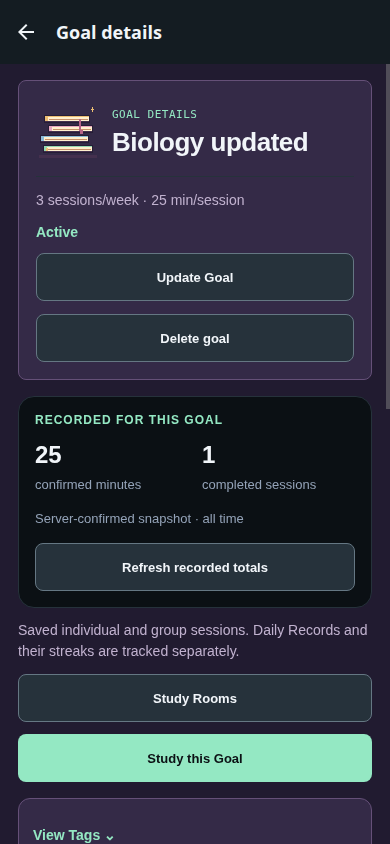 Goal details
GOAL DETAILS
Biology updated
3 sessions/week · 25 min/session
Active
Update Goal
Delete goal
RECORDED FOR THIS GOAL
25
confirmed minutes
1
completed sessions
Server-confirmed snapshot · all time
Refresh recorded totals
Saved individual and group sessions. Daily Records and
their streaks are tracked separately.
Study Rooms
Study this Goal
View Tags